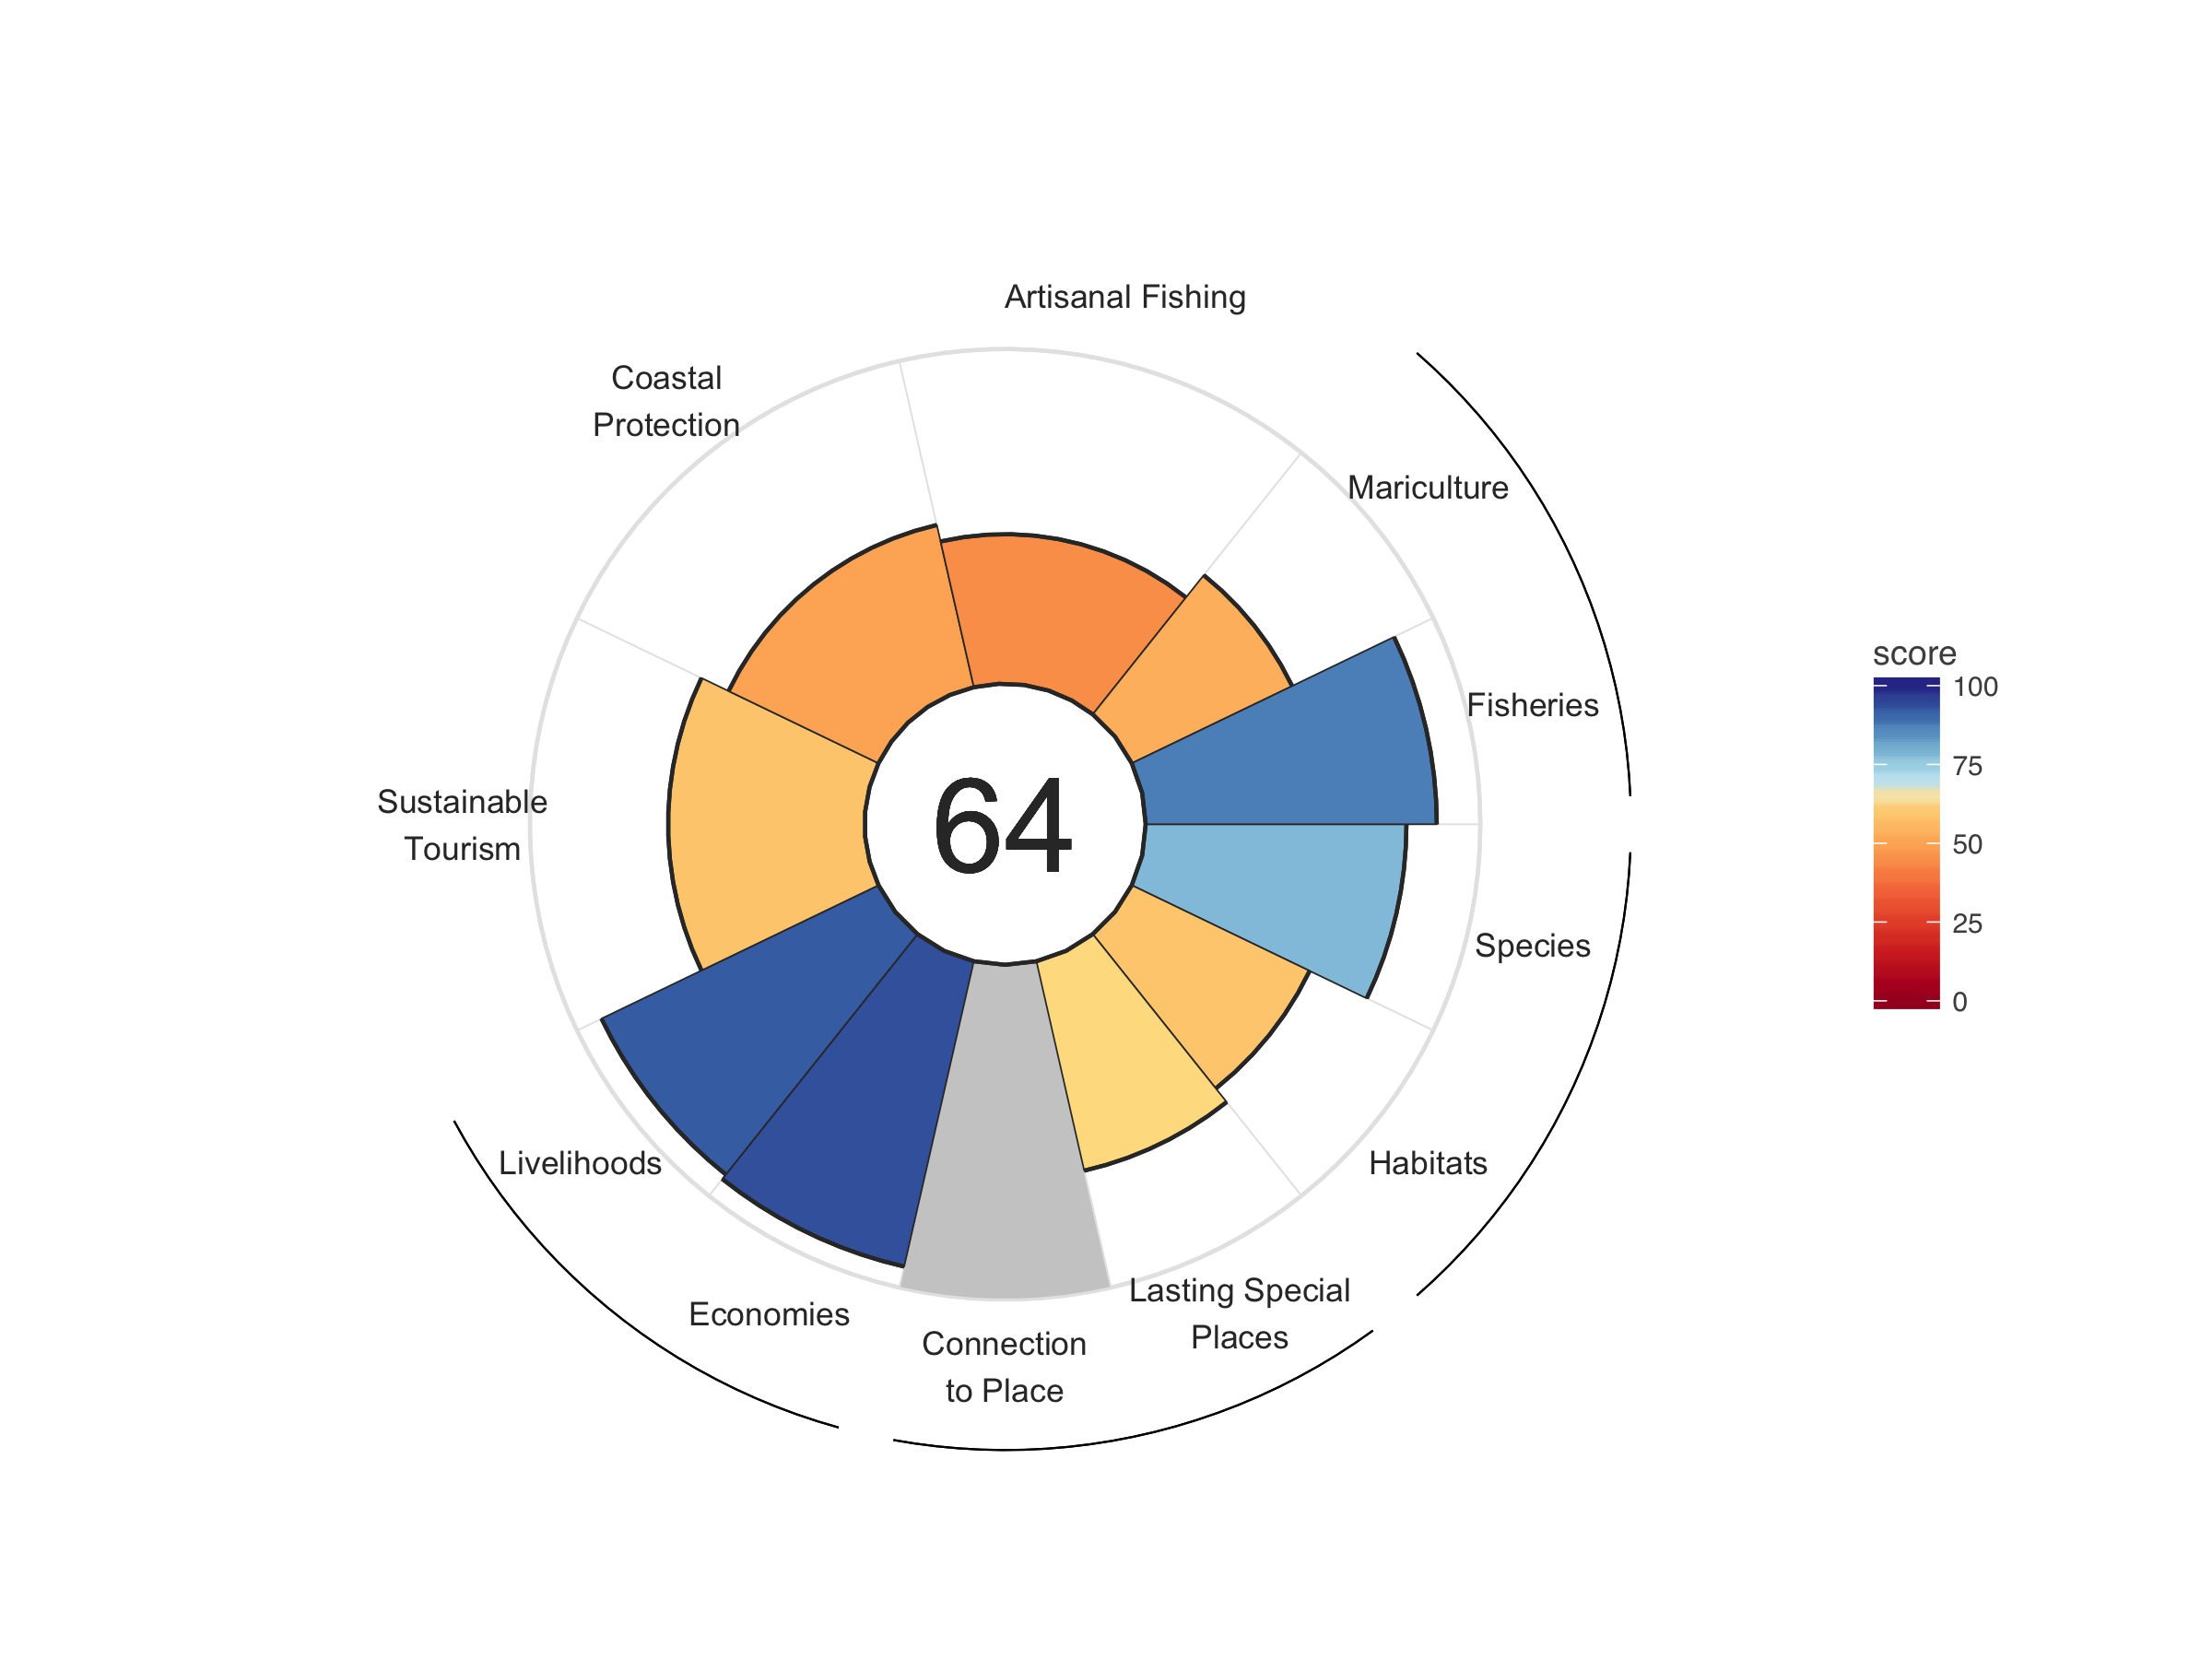 Artisanal Fishing
Coastal
Protection
Mariculture
score
100
75
50
25
0
Fisheries
Sustainable
Tourism
64
Species
Livelihoods
Habitats
Economies
Lasting Special
Places
Connection
to Place